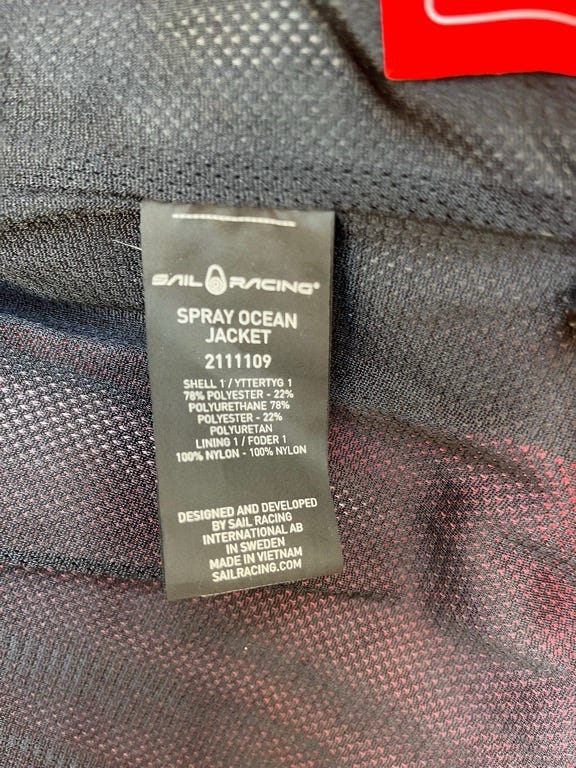 SAIL RACING®
SPRAY OCEAN
JACKET
2111109
SHELL 1 / YTTERTYG 1
78% POLYESTER - 22%
POLYURETHANE 78%
POLYESTER - 22%
POLYURETAN
LINING 1 / FODER 1
100% NYLON - 100% NYLON
DESIGNED AND DEVELOPED
BY SAIL RACING
INTERNATIONAL AB
IN SWEDEN
MADE IN VIETNAM
SAILRACING.COM